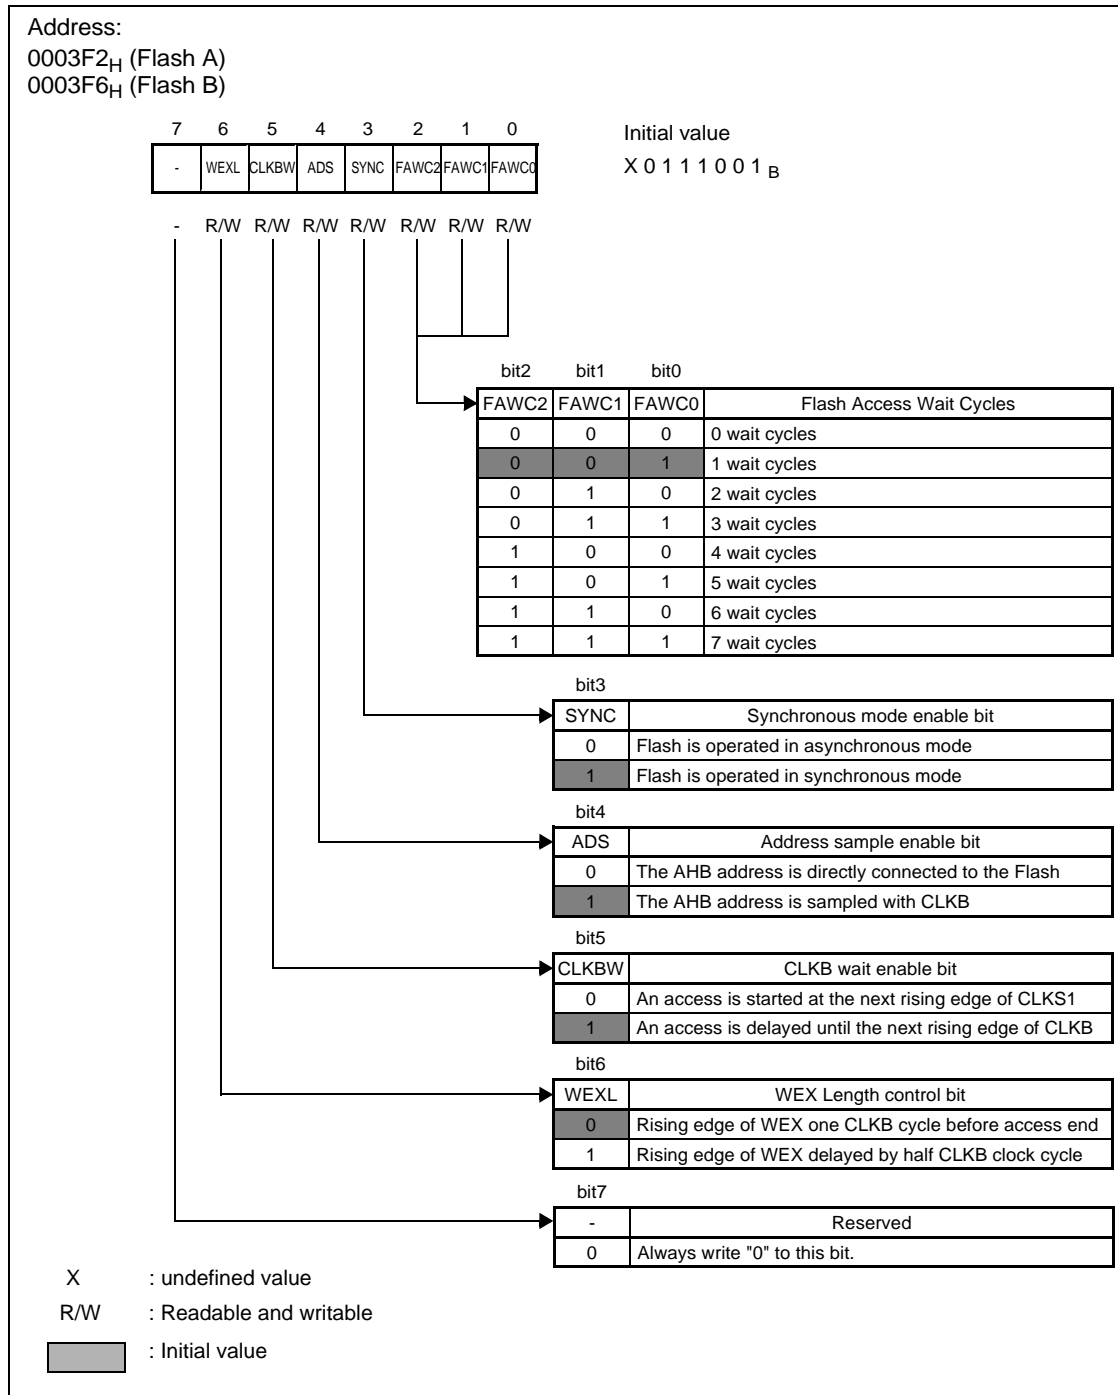 Address:
0003F2H (Flash A)
0003F6H (Flash B)
7 6 5 4 3 2 1 0 Initial value
- WEXL CLKBW ADS SYNC FAWC2 FAWC1 FAWC0 X 0 1 1 1 0 0 1 B
- R/W R/W R/W R/W R/W R/W R/W
bit2 bit1 bit0
FAWC2 FAWC1 FAWC0 Flash Access Wait Cycles
0 0 0 0 wait cycles
0 0 1 1 wait cycles
0 1 0 2 wait cycles
0 1 1 3 wait cycles
1 0 0 4 wait cycles
1 0 1 5 wait cycles
1 1 0 6 wait cycles
1 1 1 7 wait cycles
bit3
SYNC Synchronous mode enable bit
0 Flash is operated in asynchronous mode
1 Flash is operated in synchronous mode
bit4
ADS Address sample enable bit
0 The AHB address is directly connected to the Flash
1 The AHB address is sampled with CLKB
bit5
CLKBW CLKB wait enable bit
0 An access is started at the next rising edge of CLKS1
1 An access is delayed until the next rising edge of CLKB
bit6
WEXL WEX Length control bit
0 Rising edge of WEX one CLKB cycle before access end
1 Rising edge of WEX delayed by half CLKB clock cycle
bit7
- Reserved
0 Always write "0" to this bit.
X : undefined value
R/W : Readable and writable
: Initial value